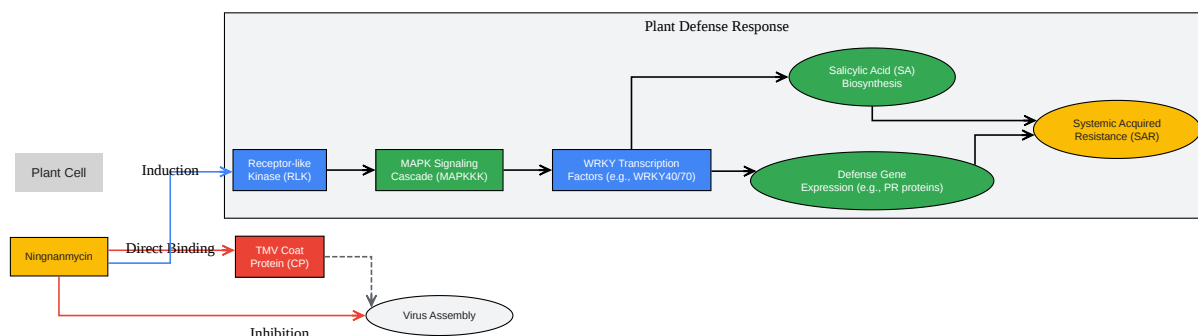 Plant Defense Response
Salicylic Acid (SA)
Biosynthesis
Systemic Acquired
Resistance (SAR)
Plant Cell
Induction
Receptor-like
Kinase (RLK)
MAPK Signaling
Cascade (MAPKKK)
WRKY Transcription
Factors (e.g., WRKY40/70)
Defense Gene
Expression (e.g., PR proteins)
Ningnanmycin
Direct Binding
TMV Coat
Protein (CP)
Virus Assembly
Inhibition